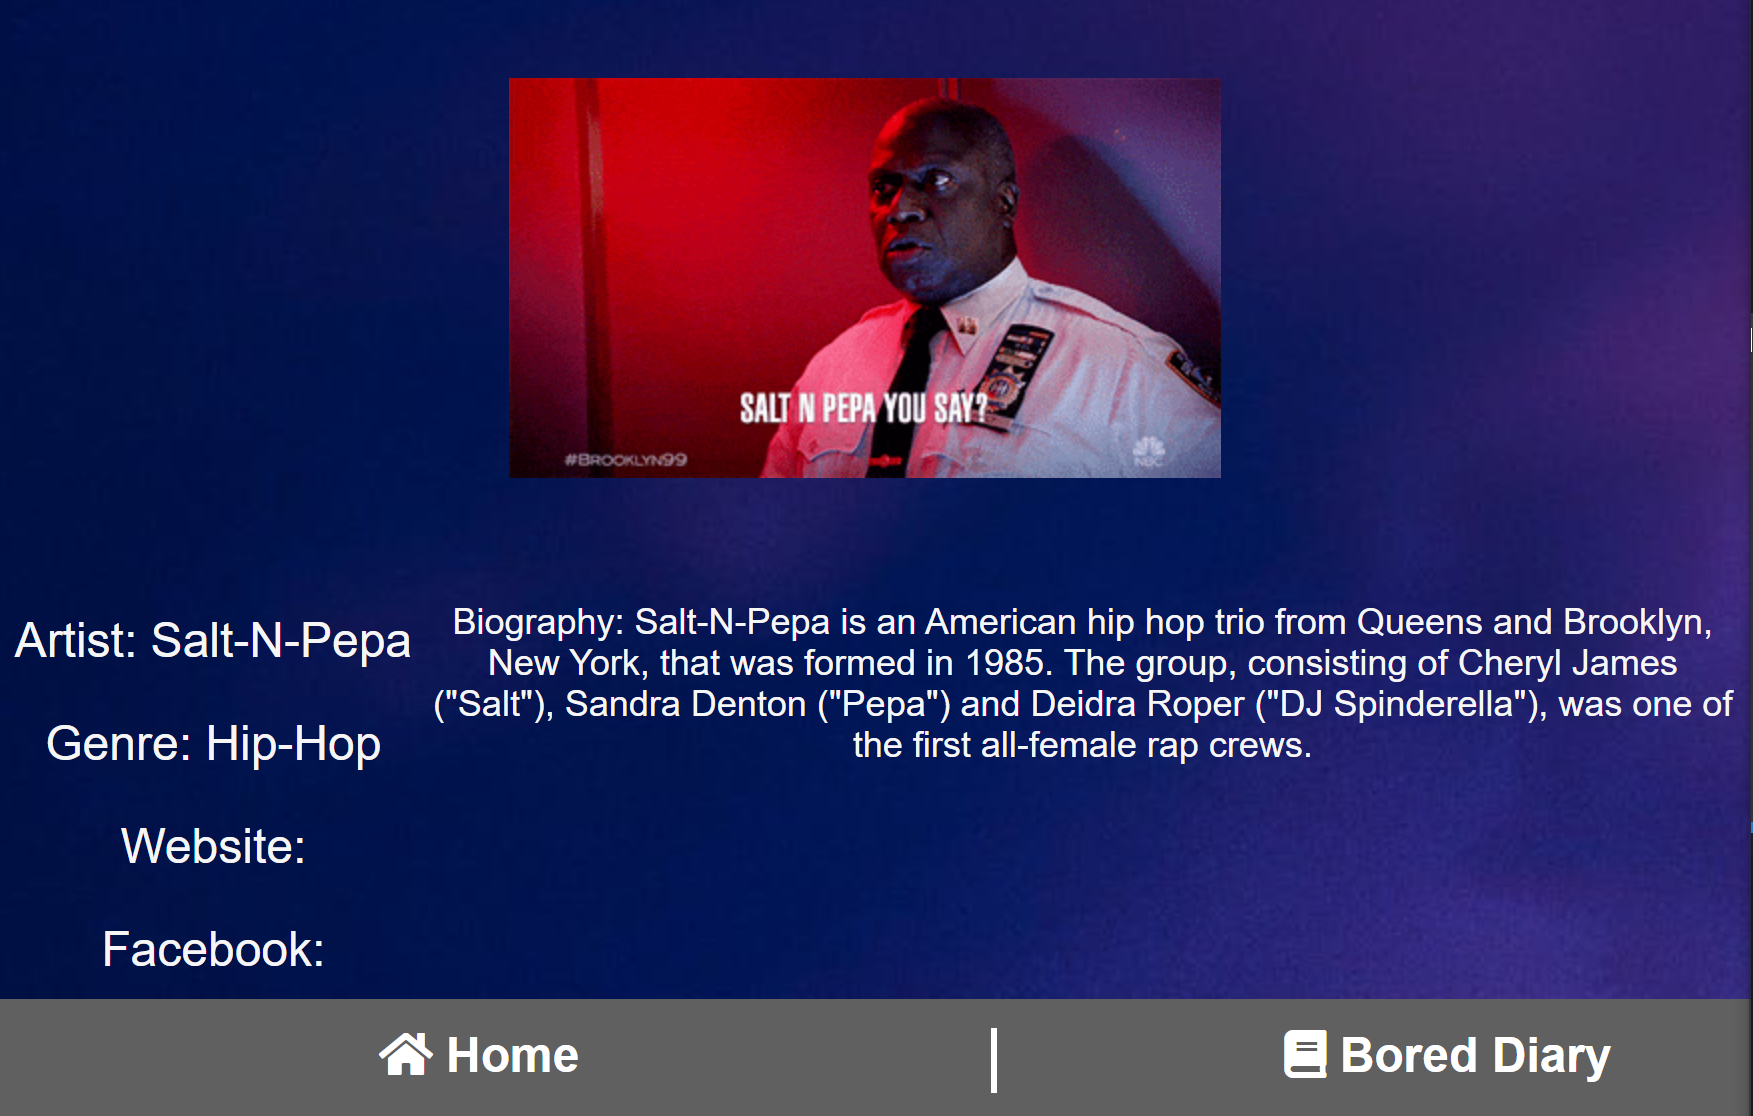 SALT N PEPA YOU SAY?
#BROOKLYN99
NBC
Artist: Salt-N-Pepa
Genre: Hip-Hop
Website:
Facebook:
Biography: Salt-N-Pepa is an American hip hop trio from Queens and Brooklyn,
New York, that was formed in 1985. The group, consisting of Cheryl James
("Salt"), Sandra Denton ("Pepa") and Deidra Roper ("DJ Spinderella"), was one of
the first all-female rap crews.
Home
Bored Diary